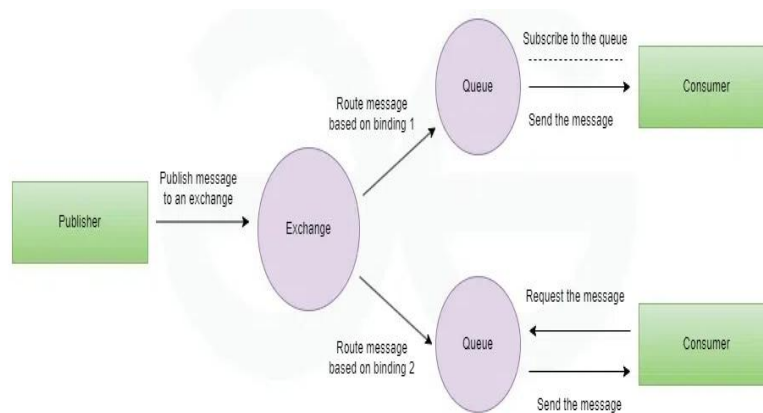 Subscribe to the queue
Queue
Consumer
Route message
based on binding 1
Send the message
Publish message
to an exchange
Publisher
Exchange
Request the message
Route message
based on binding 2
Queue
Consumer
Send the message